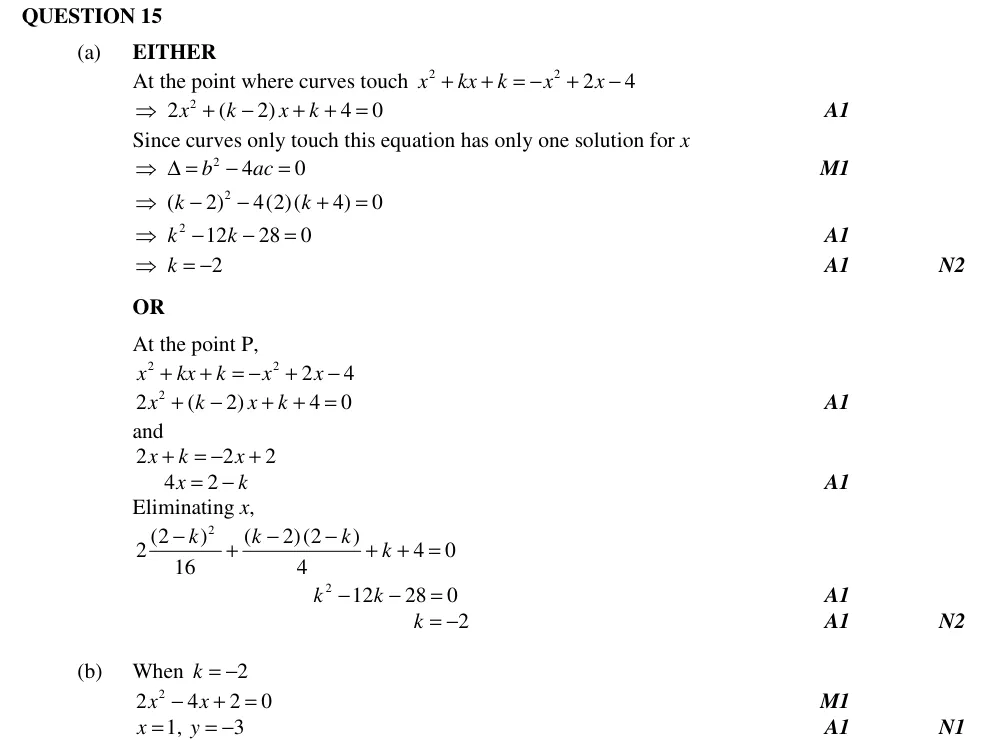 QUESTION 15
(a) EITHER
At the point where curves touch x² + kx + k = −x² + 2x − 4
⇒ 2x² + (k − 2)x + k + 4 = 0 A1
Since curves only touch this equation has only one solution for x
⇒ Δ = b² − 4ac = 0 M1
⇒ (k − 2)² − 4(2)(k + 4) = 0
⇒ k² − 12k − 28 = 0 A1
⇒ k = −2 A1 N2
OR
At the point P,
x² + kx + k = −x² + 2x − 4
2x² + (k − 2)x + k + 4 = 0 A1
and
2x + k = −2x + 2
4x = 2 − k A1
Eliminating x,
2 (2 − k)²/16 + (k − 2)(2 − k)/4 + k + 4 = 0
k² − 12k − 28 = 0 A1
k = −2 A1 N2
(b) When k = −2
2x² − 4x + 2 = 0 M1
x = 1, y = −3 A1 N1